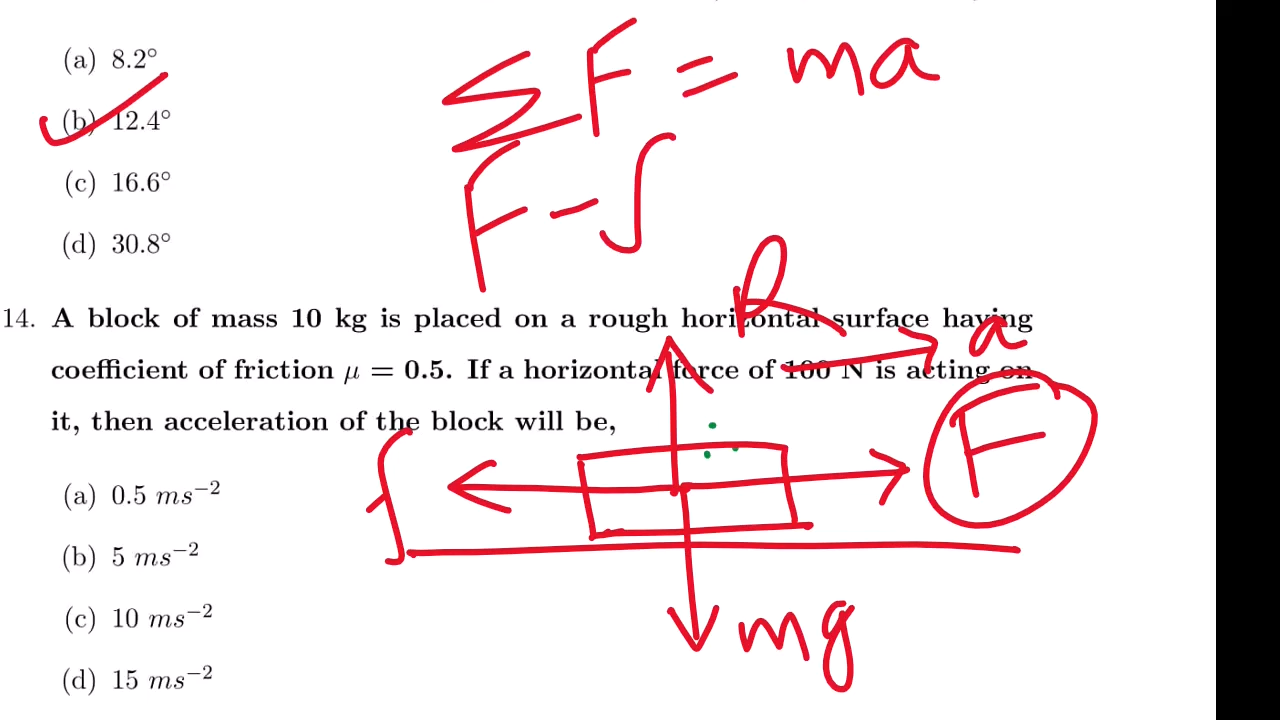 (a) 8.2°
ΣF = ma
(b) 12.4°
(c) 16.6°
F - f
(d) 30.8°
R
14. A block of mass 10 kg is placed on a rough horizontal surface having
a
coefficient of friction μ = 0.5. If a horizontal force of 100 N is acting on
it, then acceleration of the block will be,
F
f
(a) 0.5 ms⁻²
(b) 5 ms⁻²
(c) 10 ms⁻²
mg
(d) 15 ms⁻²